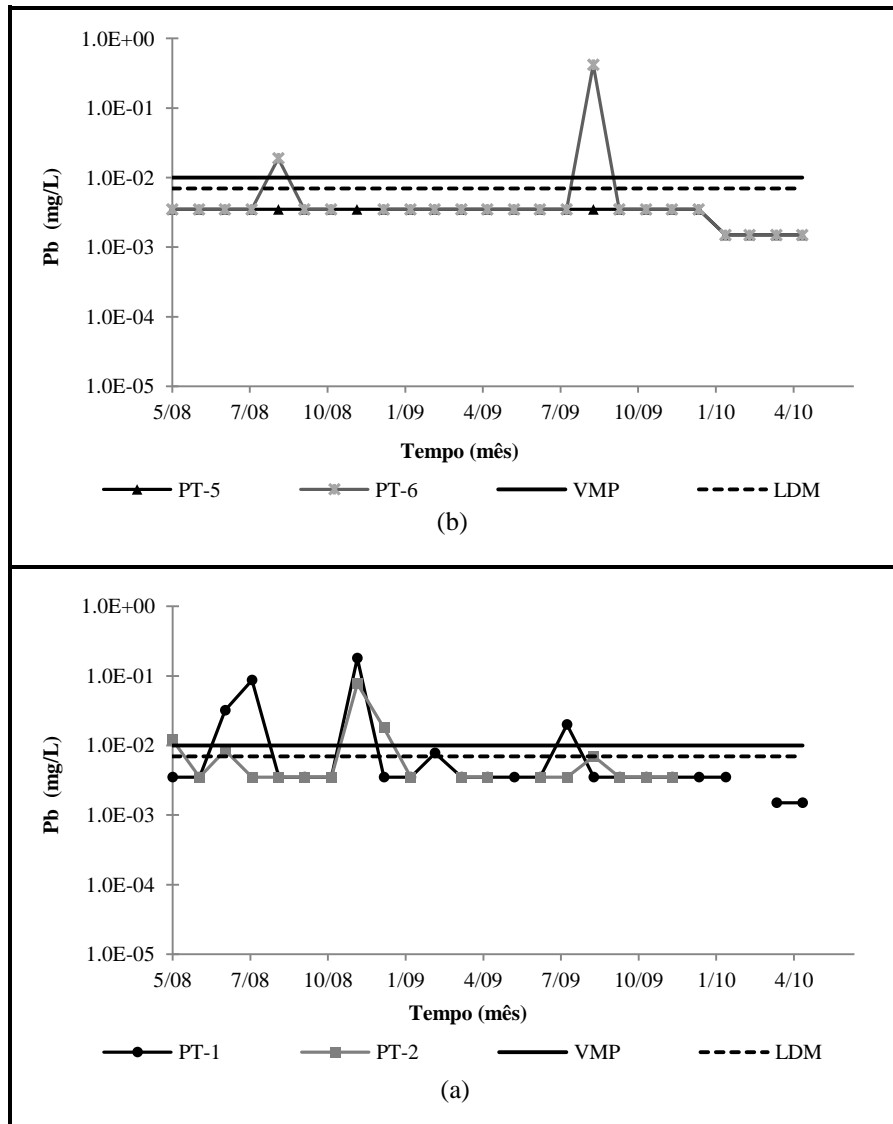 1.0E+00
1.0E-01
1.0E-02
1.0E-03
1.0E-04
1.0E-05
Pb (mg/L)
5/08 7/08 10/08 1/09 4/09 7/09 10/09 1/10 4/10
Tempo (mês)
PT-5 PT-6 VMP LDM
(b)
1.0E+00
1.0E-01
1.0E-02
1.0E-03
1.0E-04
1.0E-05
Pb (mg/L)
5/08 7/08 10/08 1/09 4/09 7/09 10/09 1/10 4/10
Tempo (mês)
PT-1 PT-2 VMP LDM
(a)